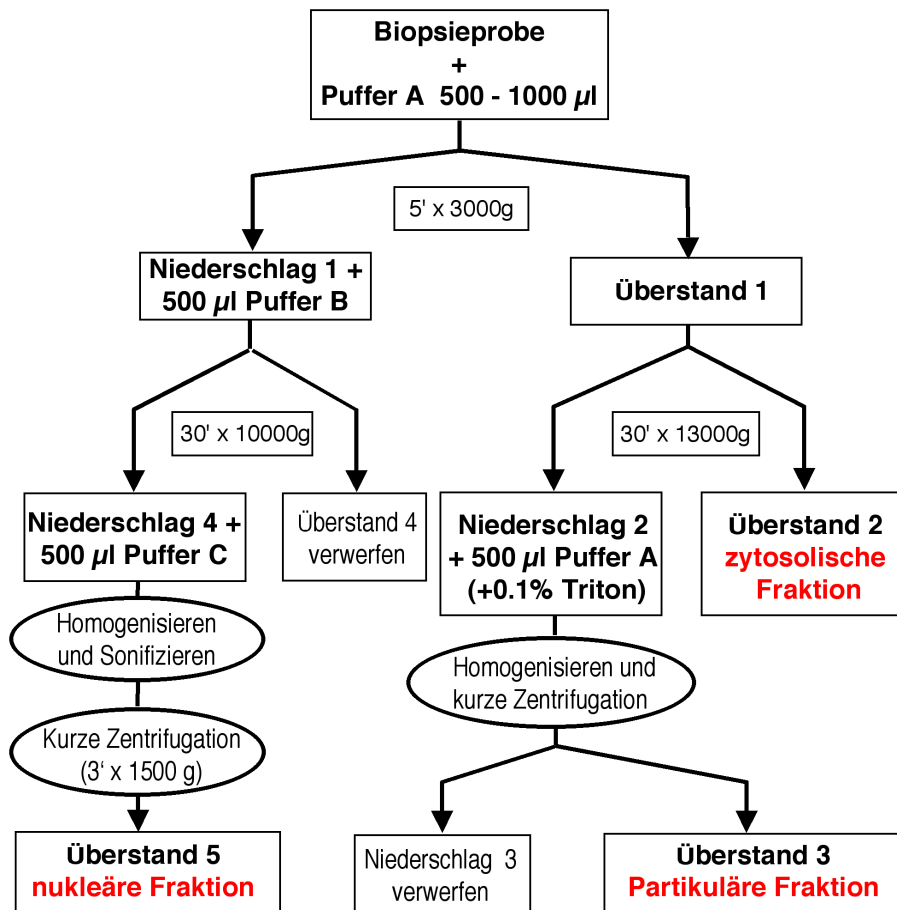 Biopsieprobe
+
Puffer A 500 - 1000 µl
5' x 3000g
Niederschlag 1 +
500 µl Puffer B
Überstand 1
30' x 10000g
30' x 13000g
Niederschlag 4 +
500 µl Puffer C
Überstand 4
verwerfen
Niederschlag 2
+ 500 µl Puffer A
(+0.1% Triton)
Überstand 2
zytosolische
Fraktion
Homogenisieren
und Sonifizieren
Homogenisieren und
kurze Zentrifugation
Kurze Zentrifugation
(3‘ x 1500 g)
Überstand 5
nukleäre Fraktion
Niederschlag 3
verwerfen
Überstand 3
Partikuläre Fraktion